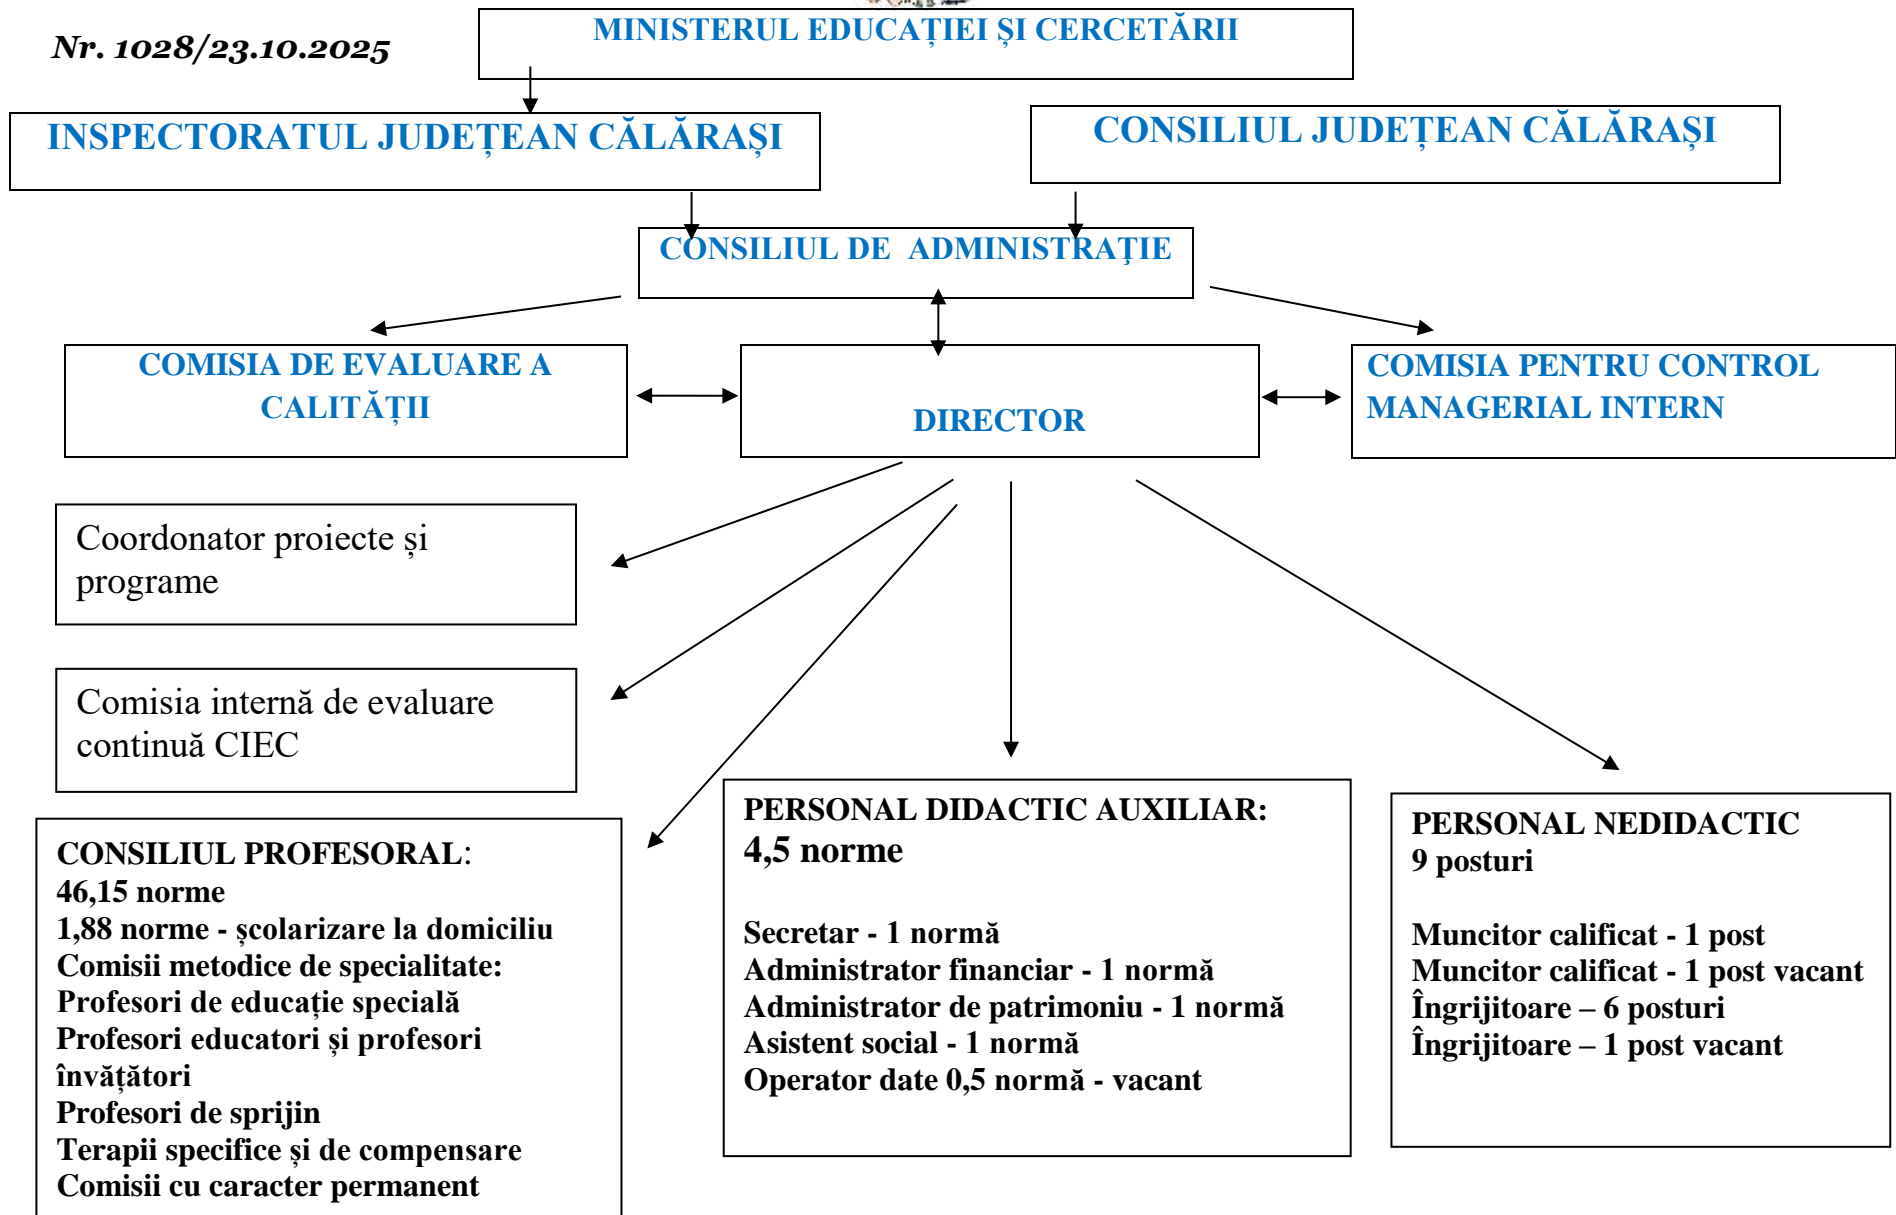 MINISTERUL EDUCAȚIEI ȘI CERCETĂRII
Nr. 1028/23.10.2025
INSPECTORATUL JUDEȚEAN CĂLĂRAȘI
CONSILIUL JUDEȚEAN CĂLĂRAȘI
CONSILIUL DE ADMINISTRAŢIE
COMISIA DE EVALUARE A
CALITĂȚII
DIRECTOR
COMISIA PENTRU CONTROL
MANAGERIAL INTERN
Coordonator proiecte și
programe
Comisia internă de evaluare
continuă CIEC
CONSILIUL PROFESORAL:
46,15 norme
1,88 norme - școlarizare la domiciliu
Comisii metodice de specialitate:
Profesori de educație specială
Profesori educatori și profesori
învățători
Profesori de sprijin
Terapii specifice și de compensare
Comisii cu caracter permanent
PERSONAL DIDACTIC AUXILIAR:
4,5 norme
Secretar - 1 normă
Administrator financiar - 1 normă
Administrator de patrimoniu - 1 normă
Asistent social - 1 normă
Operator date 0,5 normă - vacant
PERSONAL NEDIDACTIC
9 posturi
Muncitor calificat - 1 post
Muncitor calificat - 1 post vacant
Îngrijitoare – 6 posturi
Îngrijitoare – 1 post vacant